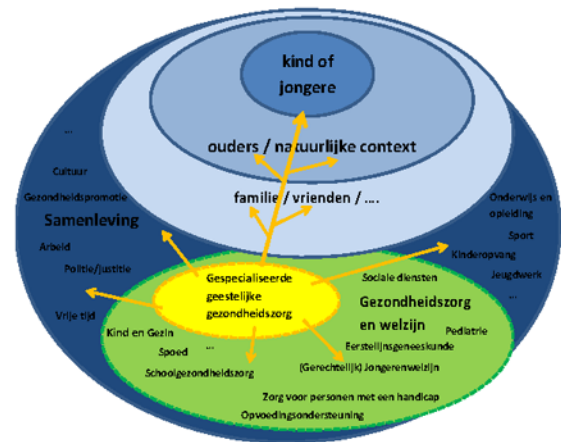 kind of
jongere
ouders / natuurlijke context
familie / vrienden / ....
...
Cultuur
Gezondheidspromotie
Samenleving
Arbeid
Politie/justitie
Vrije tijd
Onderwijs en
opleiding
Sport
Kinderopvang
Jeugdwerk
...
Gespecialiseerde
geestelijke
gezondheidszorg
Sociale diensten
Gezondheidszorg
en welzijn
Pediatrie
Kind en Gezin
Eerstelijnsgeneeskunde
...
Spoed
Schoolgezondheidszorg
(Gerechtelijk) Jongerenwelzijn
Zorg voor personen met een handicap
Opvoedingsondersteuning